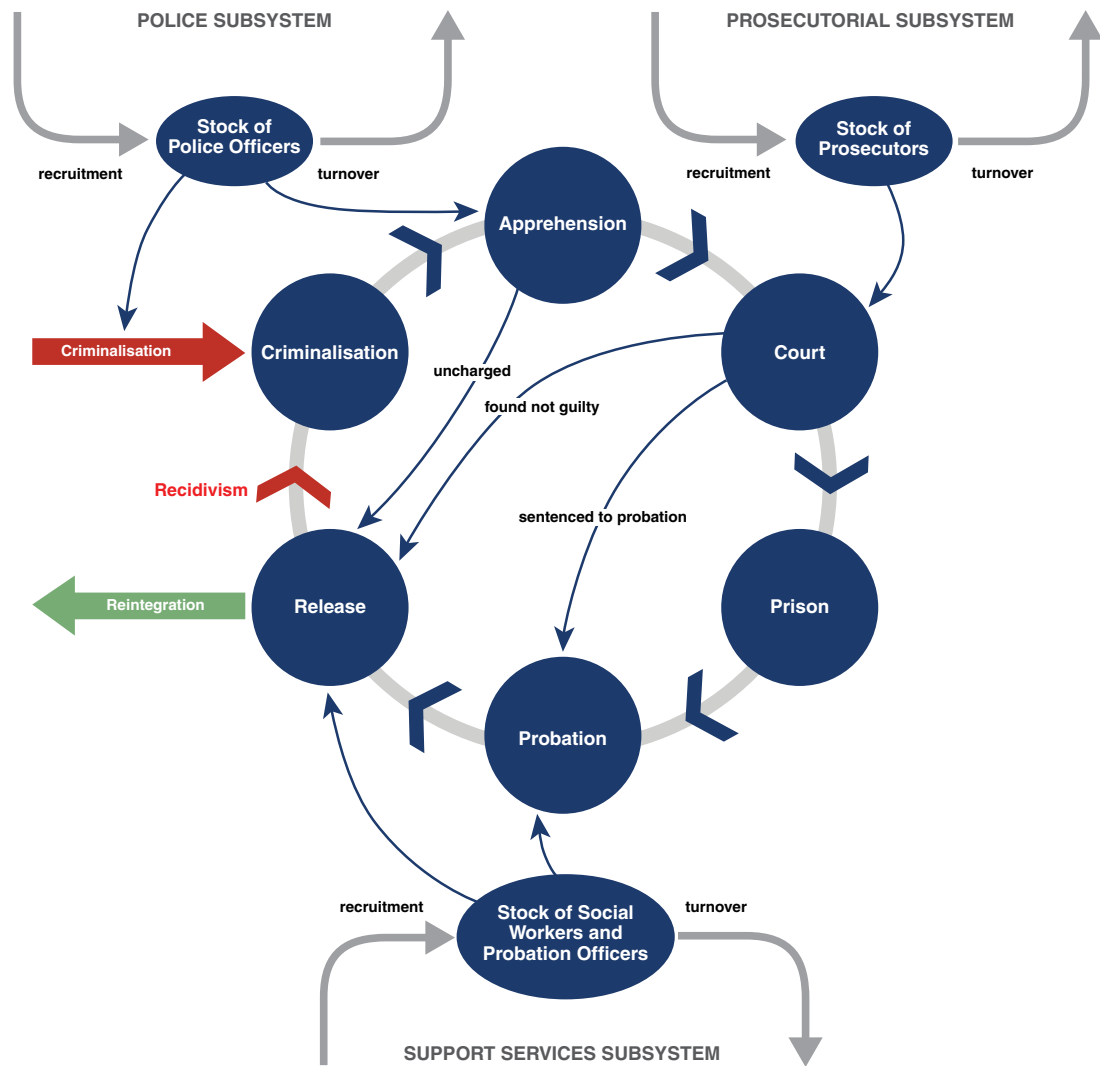 POLICE SUBSYSTEM
PROSECUTORIAL SUBSYSTEM
Stock of
Police Officers
recruitment
turnover
Stock of
Prosecutors
recruitment
turnover
Apprehension
Criminalisation
Criminalisation
Court
uncharged
found not guilty
Recidivism
sentenced to probation
Reintegration
Release
Prison
Probation
recruitment
turnover
Stock of Social
Workers and
Probation Officers
SUPPORT SERVICES SUBSYSTEM